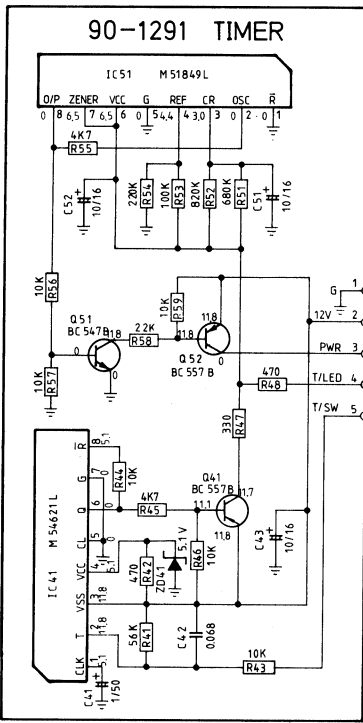 90-1291 TIMER
IC51 M51849L
O/P ZENER VCC G REF CR OSC R̅
8 7 6 5 4 3 2 1
0 6,5 6,5 0 4,4 3,0 0 0
4K7
R55
C52
+
10/16
220K
R54
100K
R53
820K
R52
680K
R51
C51
+
10/16
10K
R56
10K
R59
Q51
BC 547B
11,8
0
0
22K
R58
11,8
11,8
0
Q52
BC 557 B
10K
R57
G 1
12V 2
PWR 3
T/LED 4
T/SW 5
470
R48
330
R47
IC41 M 54621 L
R̅ 8 5,1
G 7 0
Q 6 0
CL 5 0
VCC 4 5,1
VSS 3 11,8
T 2 11,8
CLK 1 5,1
R44
10K
4K7
R45
Q41
BC 557B
11,7
11,1
11,8
470
R42
ZD41
5,1 V
R46
10K
C43
+
10/16
56K
R41
C42
0,068
10K
R43
C41
+
1/50